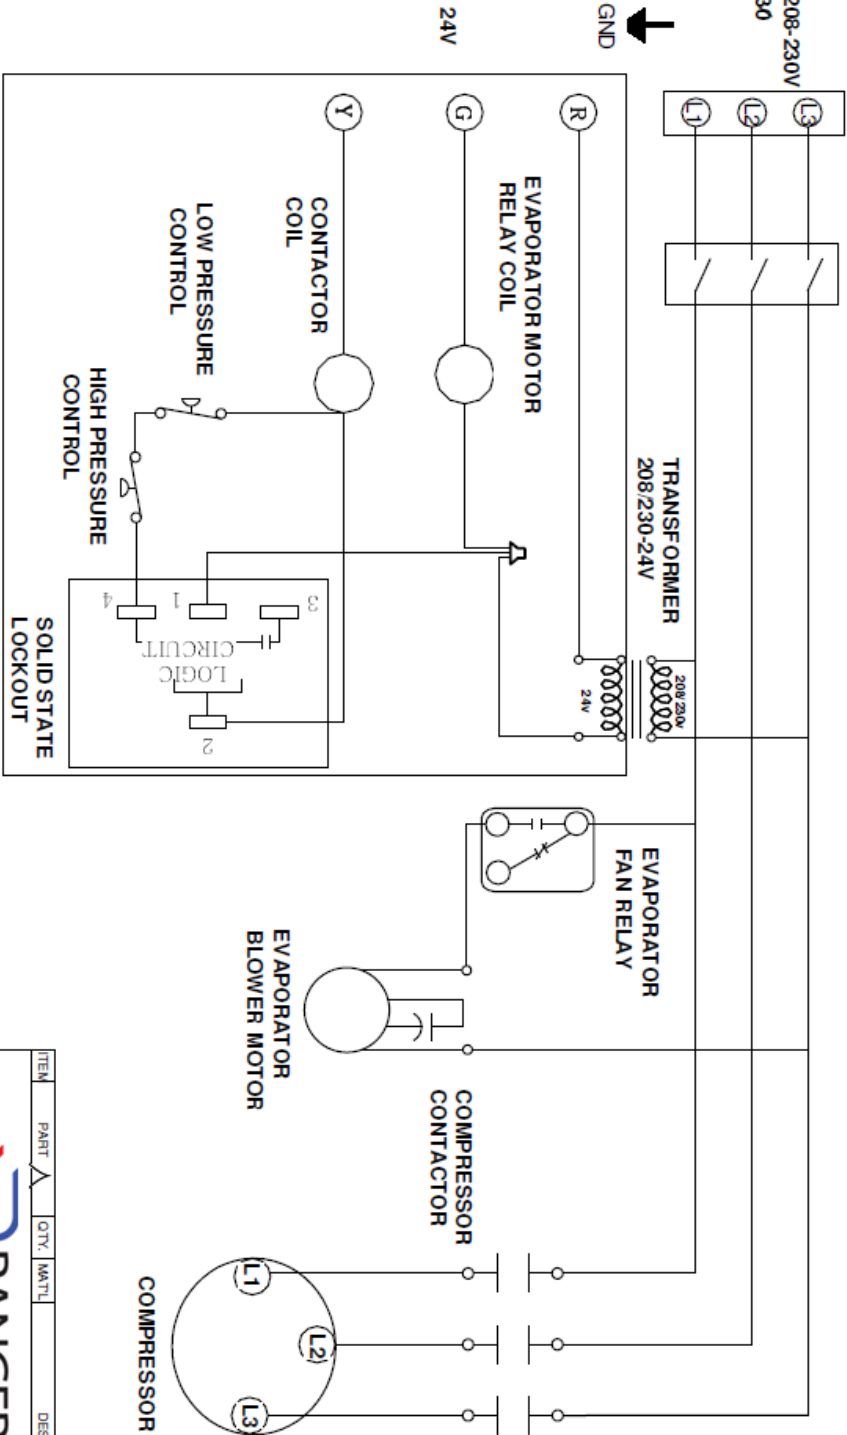 208-230V
GND
24V
L1
L2
L3
R
G
Y
EVAPORATOR MOTOR
RELAY COIL
CONTACTOR
COIL
LOW PRESSURE
CONTROL
HIGH PRESSURE
CONTROL
TRANSFORMER
208/230-24V
208/230v
24v
3
1
4
LOGIC
CIRCUIT
2
SOLID STATE
LOCKOUT
EVAPORATOR
FAN RELAY
EVAPORATOR
BLOWER MOTOR
COMPRESSOR
CONTACTOR
L1
L2
L3
COMPRESSOR
ITEM PART QTY. MAT'L DES